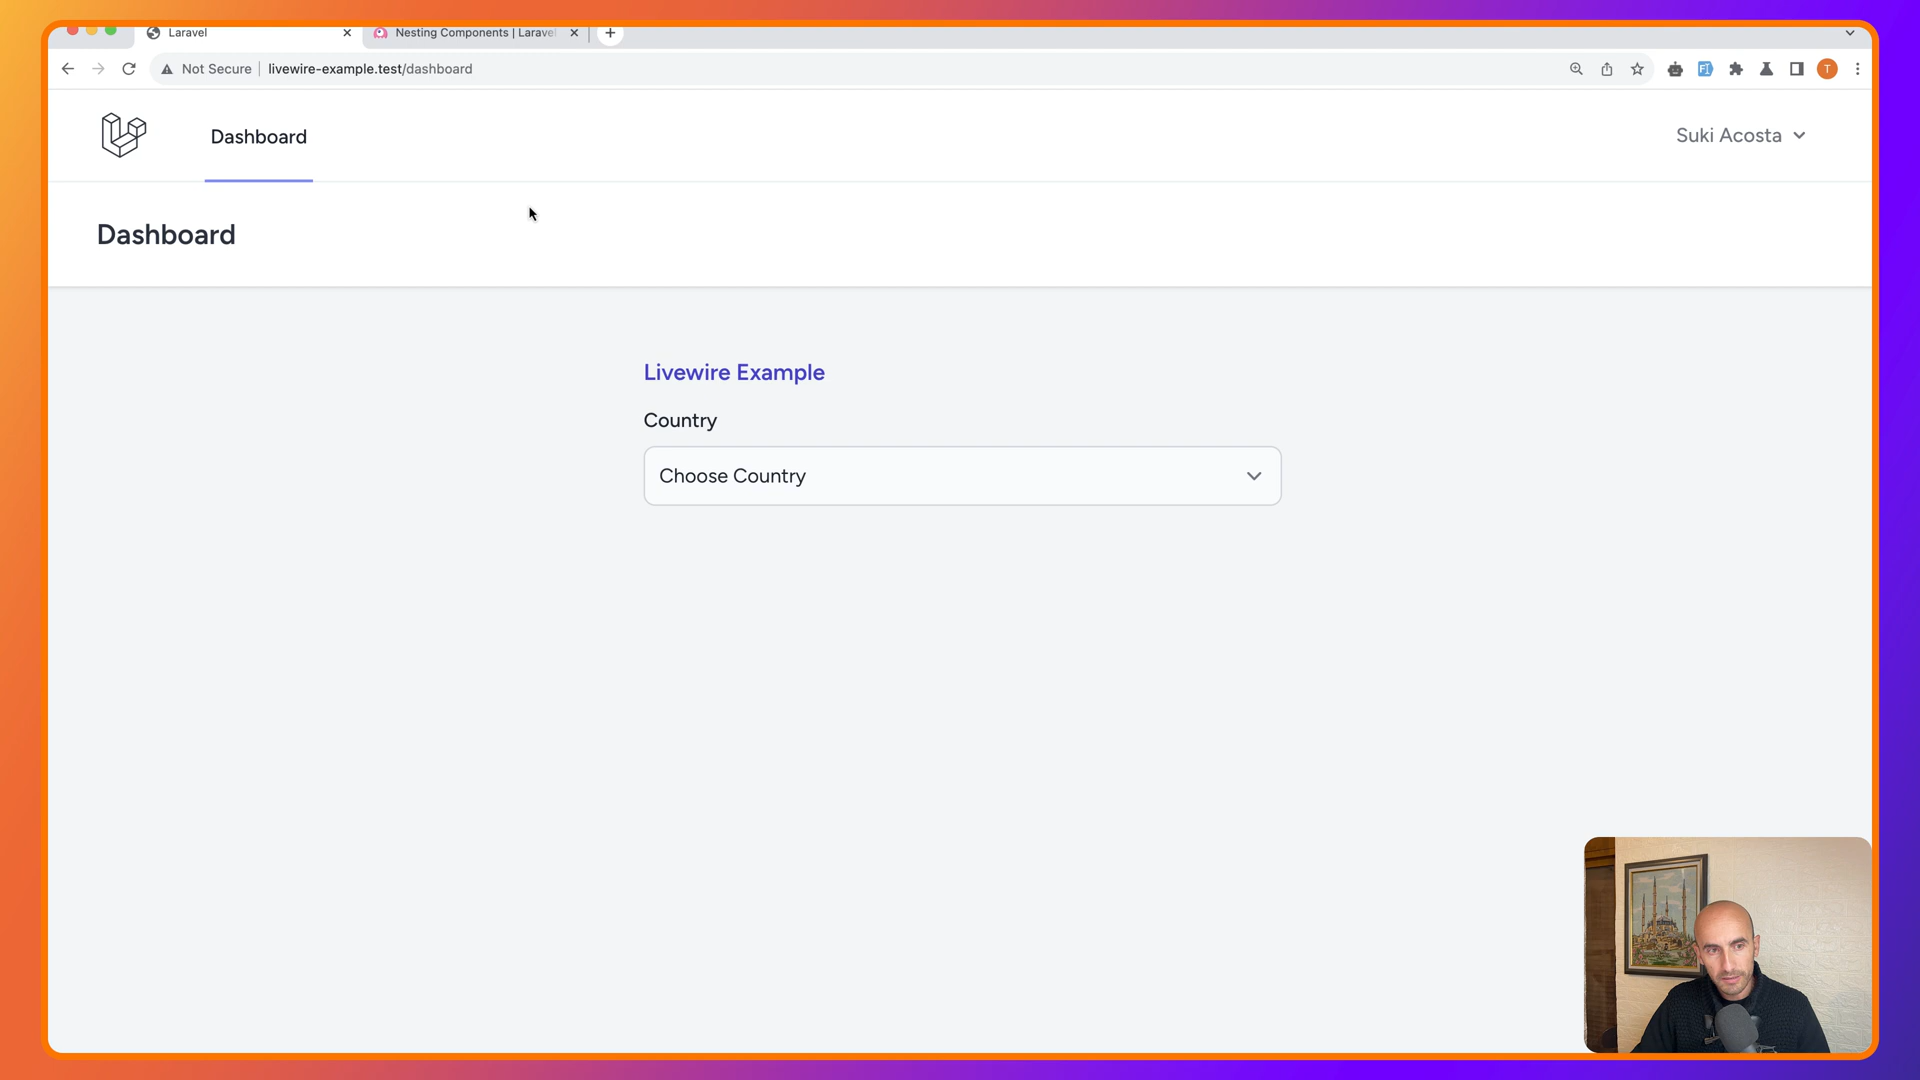 Laravel
Nesting Components | Laravel
Not Secure
livewire-example.test/dashboard
T
Dashboard
Suki Acosta
Dashboard
Livewire Example
Country
Choose Country